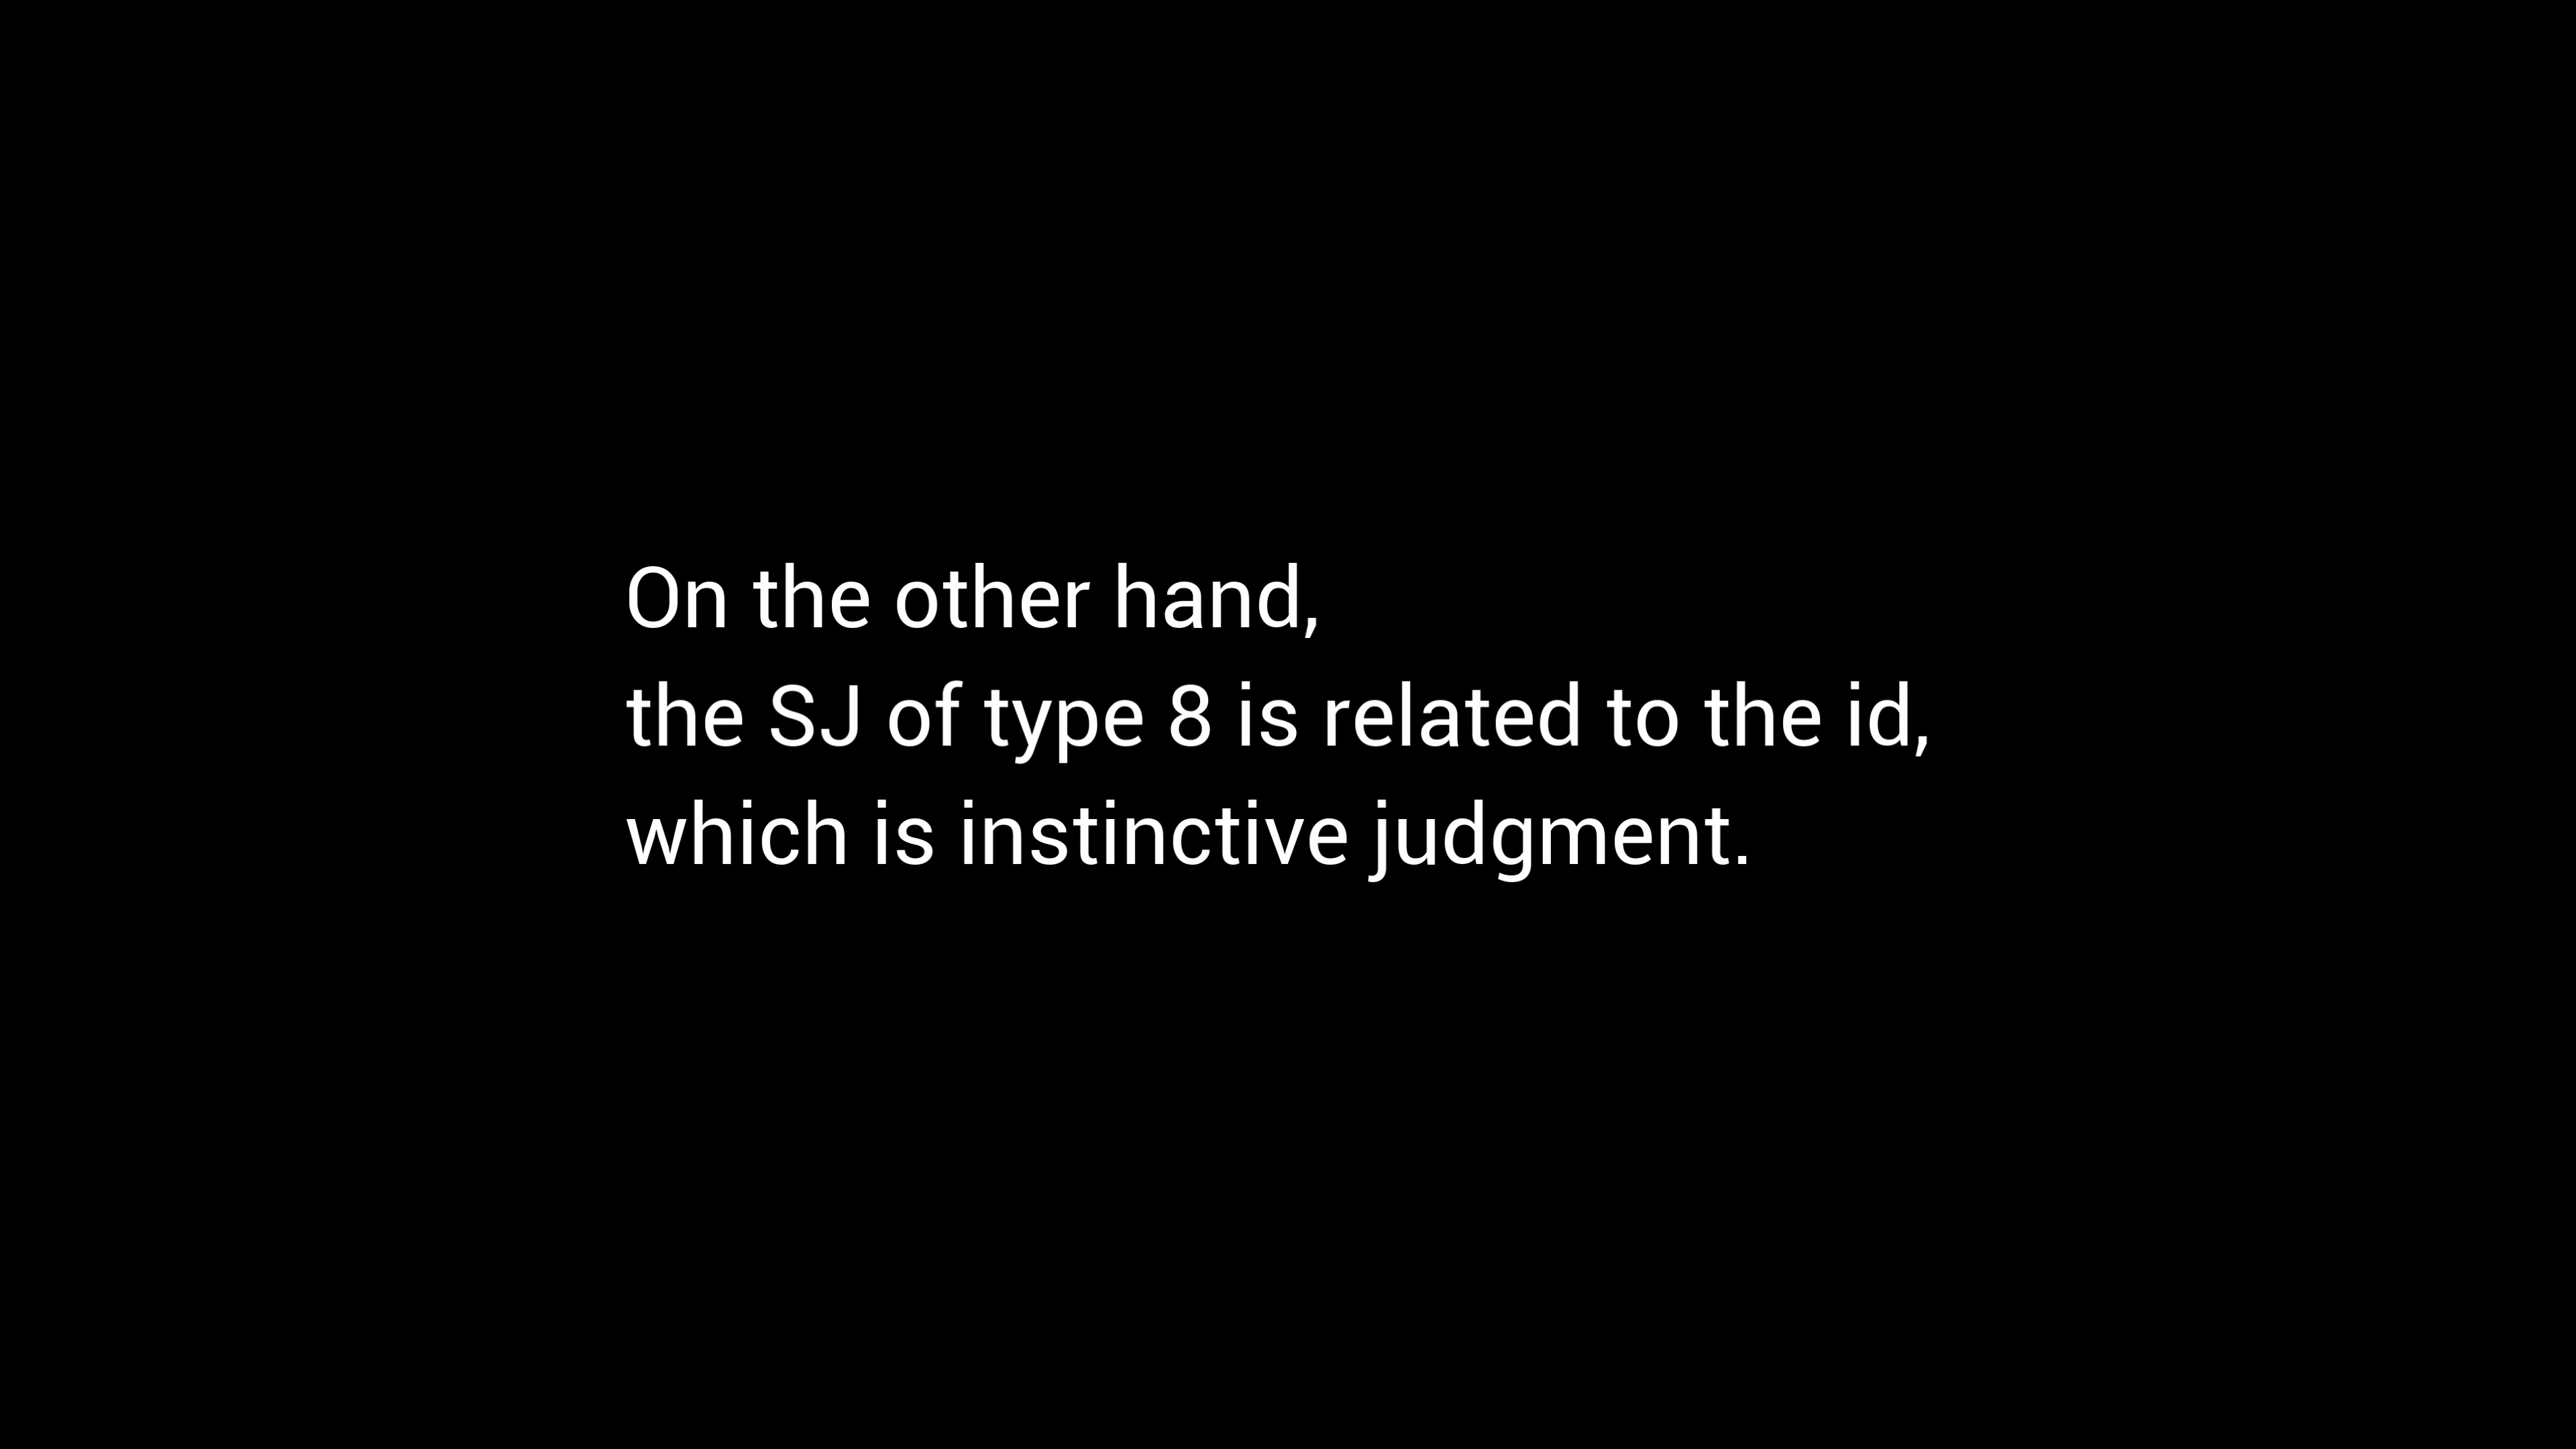 On the other hand,
the SJ of type 8 is related to the id,
which is instinctive judgment.